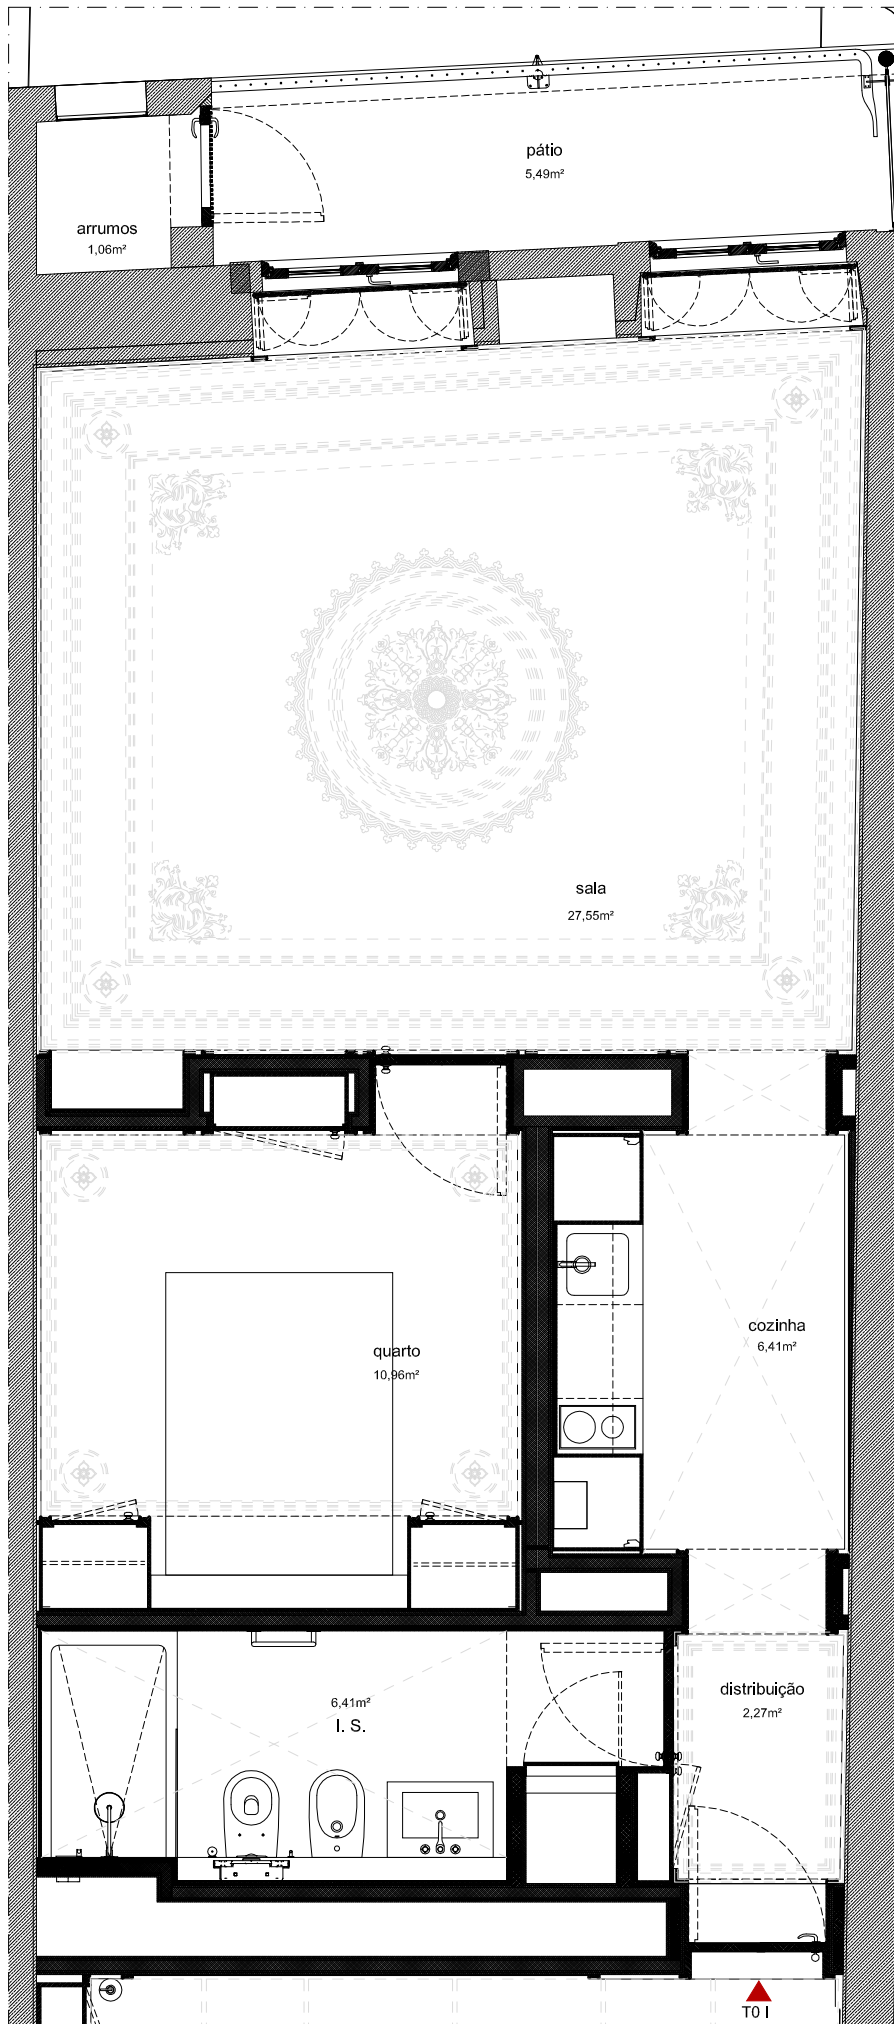 pátio
5,49m²
arrumos
1,06m²
sala
27,55m²
quarto
10,96m²
cozinha
6,41m²
distribuição
2,27m²
6,41m²
I. S.
T0 I